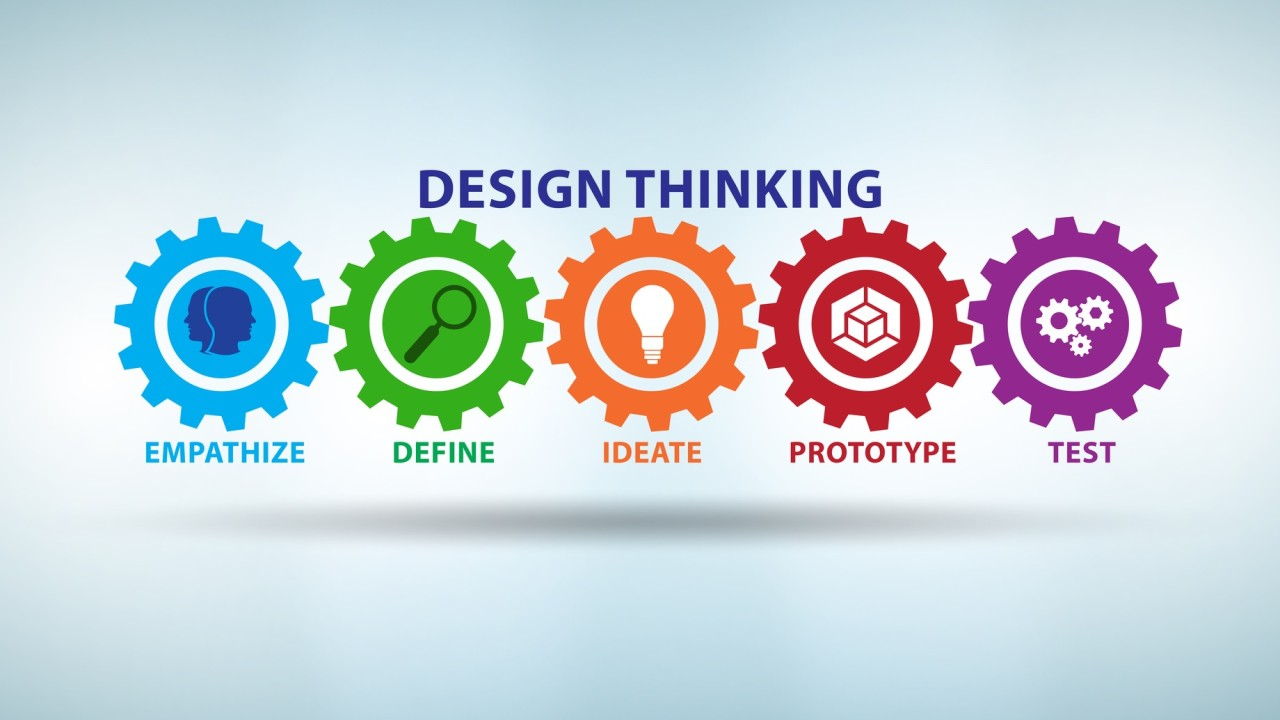 DESIGN THINKING
EMPATHIZE DEFINE IDEATE PROTOTYPE TEST